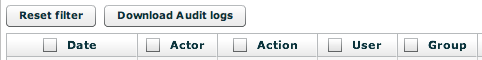 Reset filter Download Audit logs
Date Actor Action User Group